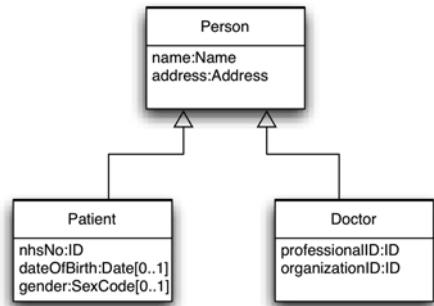 Person
name:Name
address:Address
Patient
nhsNo:ID
dateOfBirth:Date[0..1]
gender:SexCode[0..1]
Doctor
professionalID:ID
organizationID:ID